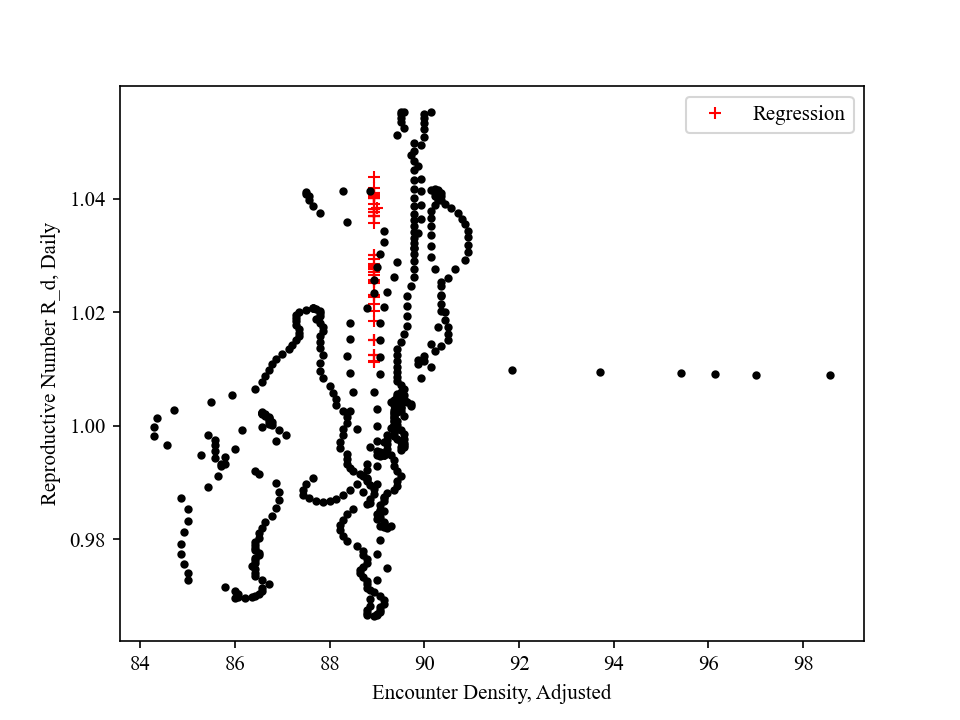 Regression
Reproductive Number R_d, Daily
1.04
1.02
1.00
0.98
84 86 88 90 92 94 96 98
Encounter Density, Adjusted